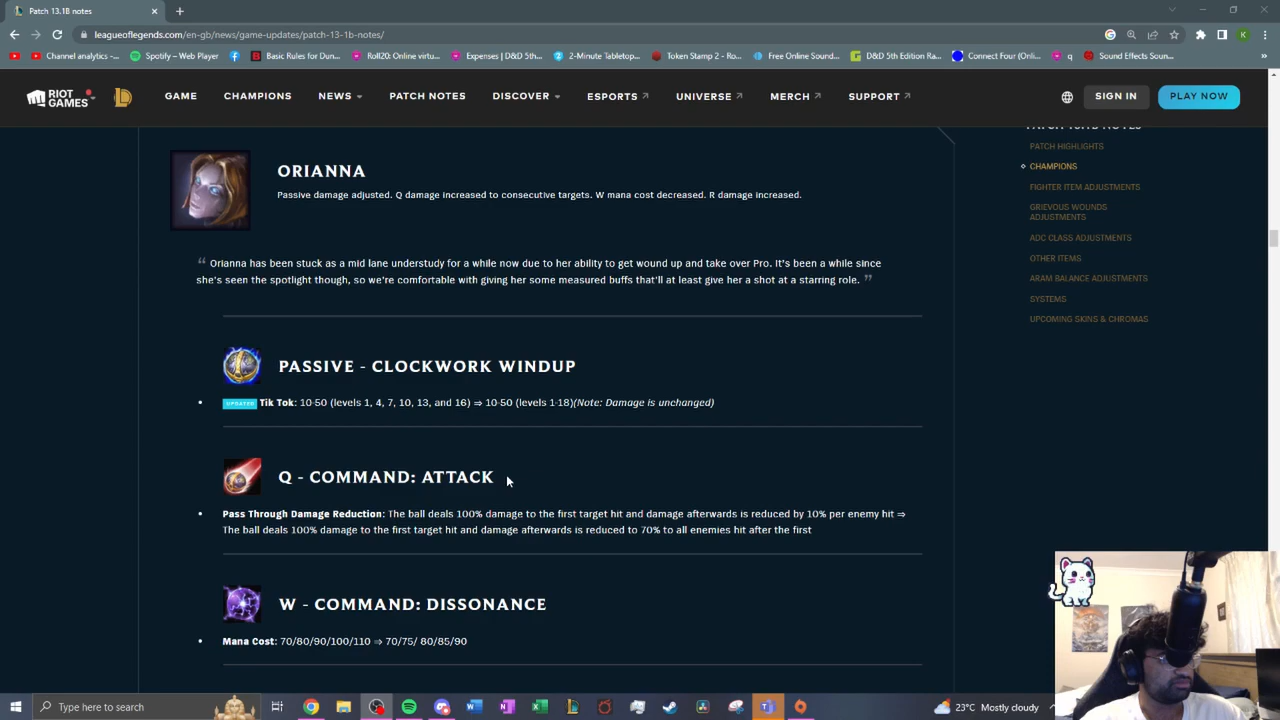 Patch 13.1B notes
leagueoflegends.com/en-gb/news/game-updates/patch-13-1b-notes/
K
Channel analytics -...
Spotify – Web Player
Basic Rules for Dun...
Roll20: Online virtu...
Expenses | D&D 5th...
2-Minute Tabletop...
Token Stamp 2 - Ro...
Free Online Sound...
D&D 5th Edition Ra...
Connect Four (Onli...
q
Sound Effects Soun...
»
RIOT GAMES
GAME
CHAMPIONS
NEWS
PATCH NOTES
DISCOVER
ESPORTS
UNIVERSE
MERCH
SUPPORT
SIGN IN
PLAY NOW
ORIANNA
Passive damage adjusted. Q damage increased to consecutive targets. W mana cost decreased. R damage increased.
“ Orianna has been stuck as a mid lane understudy for a while now due to her ability to get wound up and take over Pro. It's been a while since
she's seen the spotlight though, so we're comfortable with giving her some measured buffs that'll at least give her a shot at a starring role. ”
PASSIVE - CLOCKWORK WINDUP
• UPDATED Tik Tok: 10-50 (levels 1, 4, 7, 10, 13, and 16) ⇒ 10-50 (levels 1-18)(Note: Damage is unchanged)
Q - COMMAND: ATTACK
• Pass Through Damage Reduction: The ball deals 100% damage to the first target hit and damage afterwards is reduced by 10% per enemy hit ⇒
The ball deals 100% damage to the first target hit and damage afterwards is reduced to 70% to all enemies hit after the first
W - COMMAND: DISSONANCE
• Mana Cost: 70/80/90/100/110 ⇒ 70/75/ 80/85/90
PATCH HIGHLIGHTS
CHAMPIONS
FIGHTER ITEM ADJUSTMENTS
GRIEVOUS WOUNDS
ADJUSTMENTS
ADC CLASS ADJUSTMENTS
OTHER ITEMS
ARAM BALANCE ADJUSTMENTS
SYSTEMS
UPCOMING SKINS & CHROMAS
Type here to search
23°C Mostly cloudy